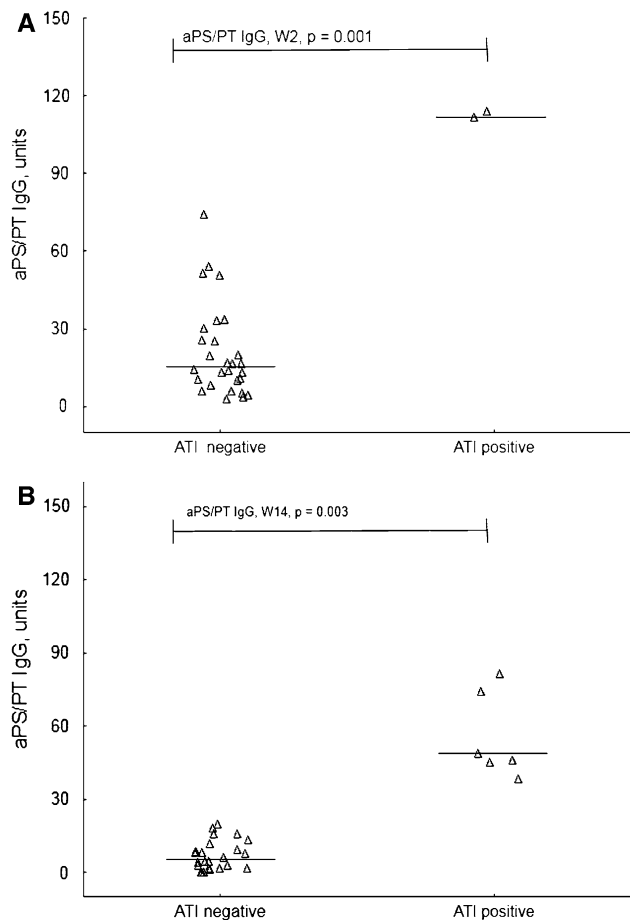 A
150
aPS/PT IgG, W2, p = 0.001
120
90
60
30
0
aPS/PT IgG, units
ATI negative
ATI positive
B
150
aPS/PT IgG, W14, p = 0.003
120
90
60
30
0
aPS/PT IgG, units
ATI negative
ATI positive